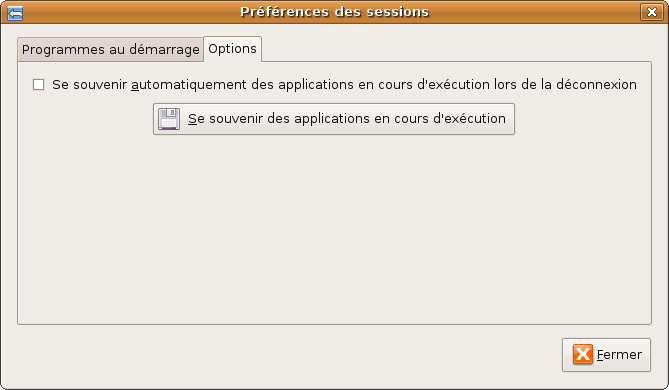 Préférences des sessions
Programmes au démarrage
Options
Se souvenir automatiquement des applications en cours d'exécution lors de la déconnexion
Se souvenir des applications en cours d'exécution
Fermer